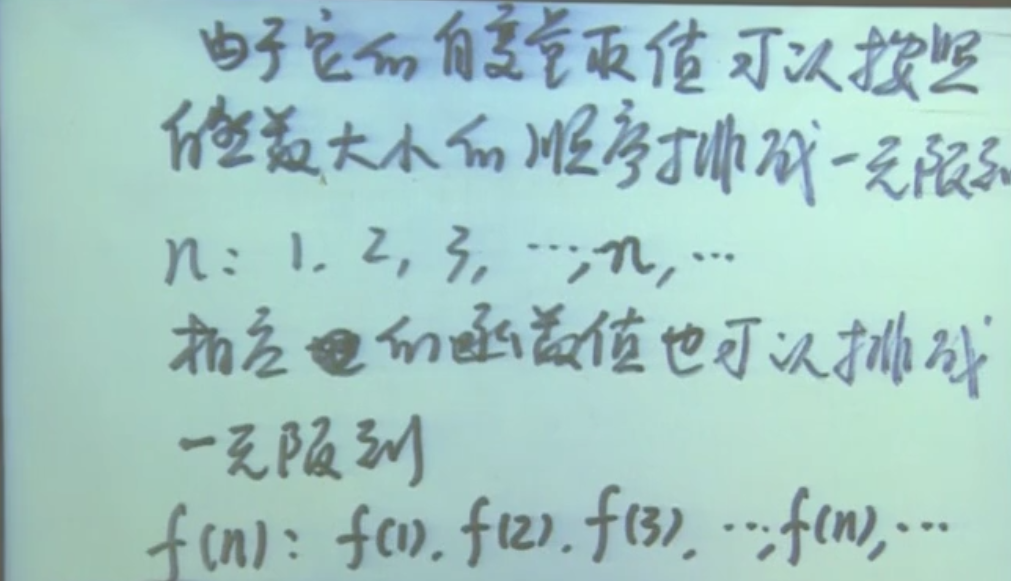 由于它的自变量取值可以按照
自然数大小的顺序排成一无限列
n: 1, 2, 3, …, n, …
相应的函数值也可以排成
一无限列
f(n): f(1), f(2), f(3), …, f(n), …